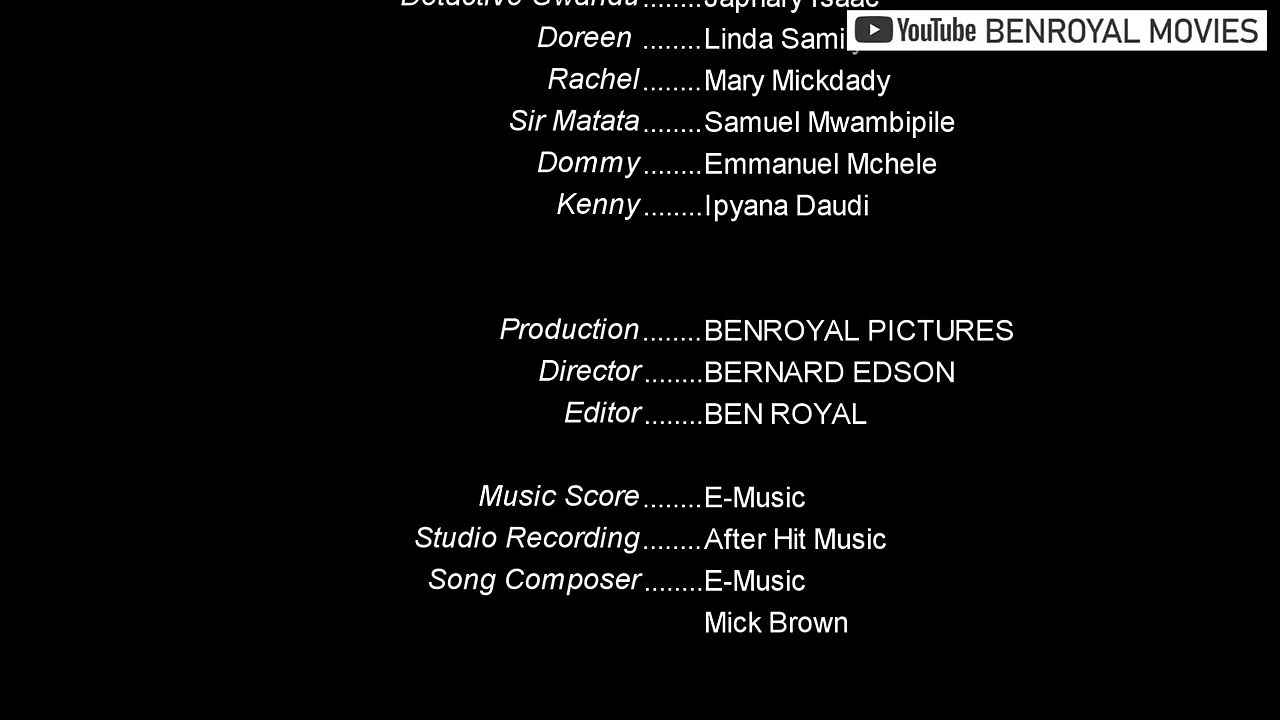 ........Japhary Isaac
YouTube BENROYAL MOVIES
Doreen ........Linda
Rachel........Mary Mickdady
Sir Matata........Samuel Mwambipile
Dommy........Emmanuel Mchele
Kenny........Ipyana Daudi
Production........BENROYAL PICTURES
Director........BERNARD EDSON
Editor........BEN ROYAL
Music Score........E-Music
Studio Recording........After Hit Music
Song Composer........E-Music
Mick Brown